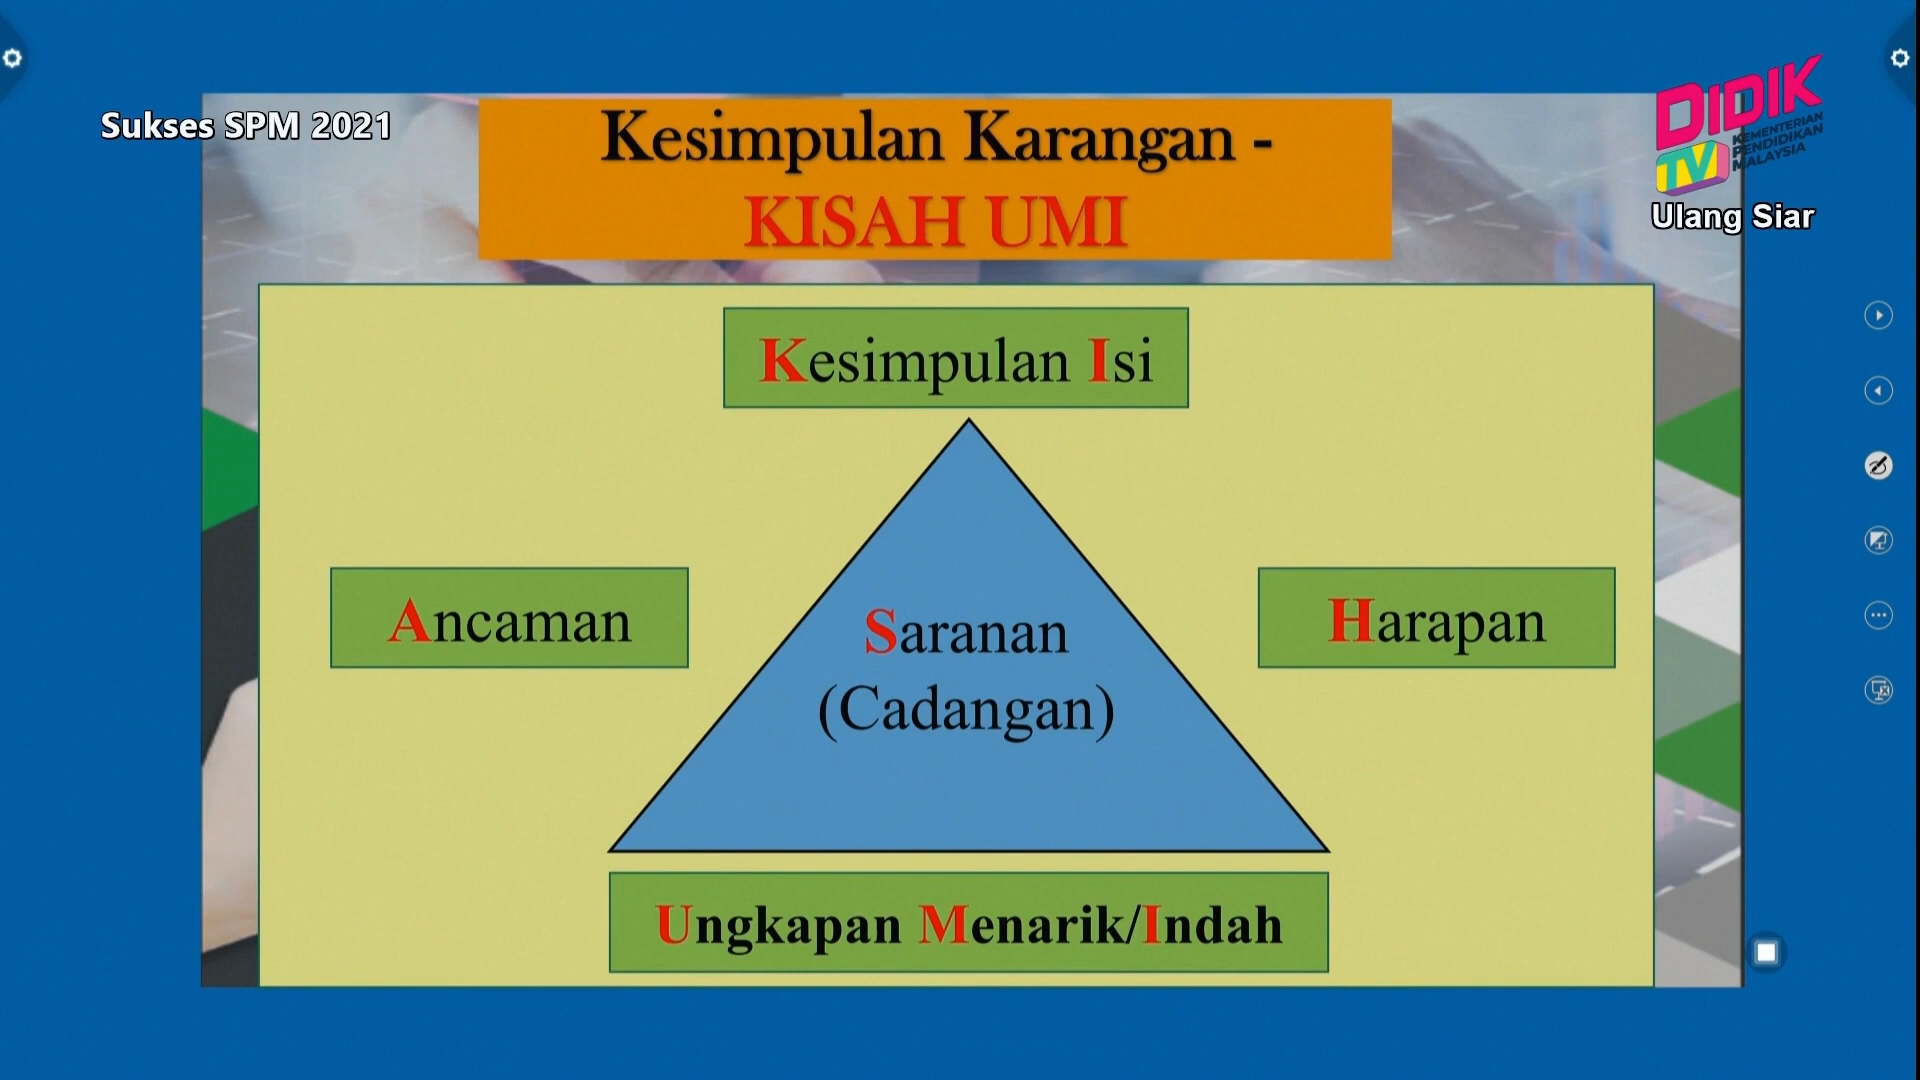 Sukses SPM 2021
Kesimpulan Karangan -
KISAH UMI
DIDIK
TV
KEMENTERIAN
PENDIDIKAN
MALAYSIA
Ulang Siar
Kesimpulan Isi
Ancaman
Saranan
(Cadangan)
Harapan
Ungkapan Menarik/Indah